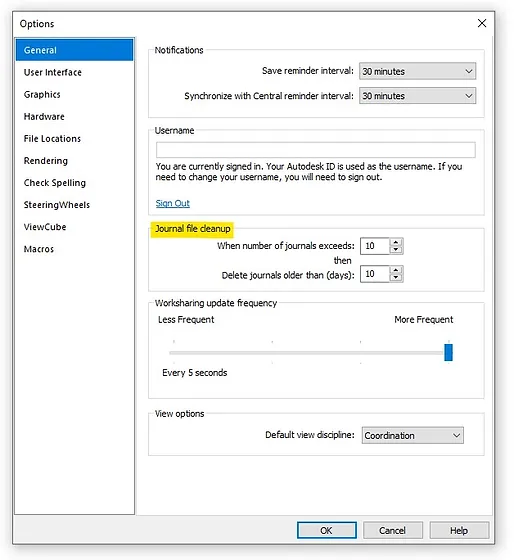 Options
General
User Interface
Graphics
Hardware
File Locations
Rendering
Check Spelling
SteeringWheels
ViewCube
Macros
Notifications
Save reminder interval: 30 minutes
Synchronize with Central reminder interval: 30 minutes
Username
You are currently signed in. Your Autodesk ID is used as the username. If you
need to change your username, you will need to sign out.
Sign Out
Journal file cleanup
When number of journals exceeds: 10
then
Delete journals older than (days): 10
Worksharing update frequency
Less Frequent More Frequent
Every 5 seconds
View options
Default view discipline: Coordination
OK Cancel Help